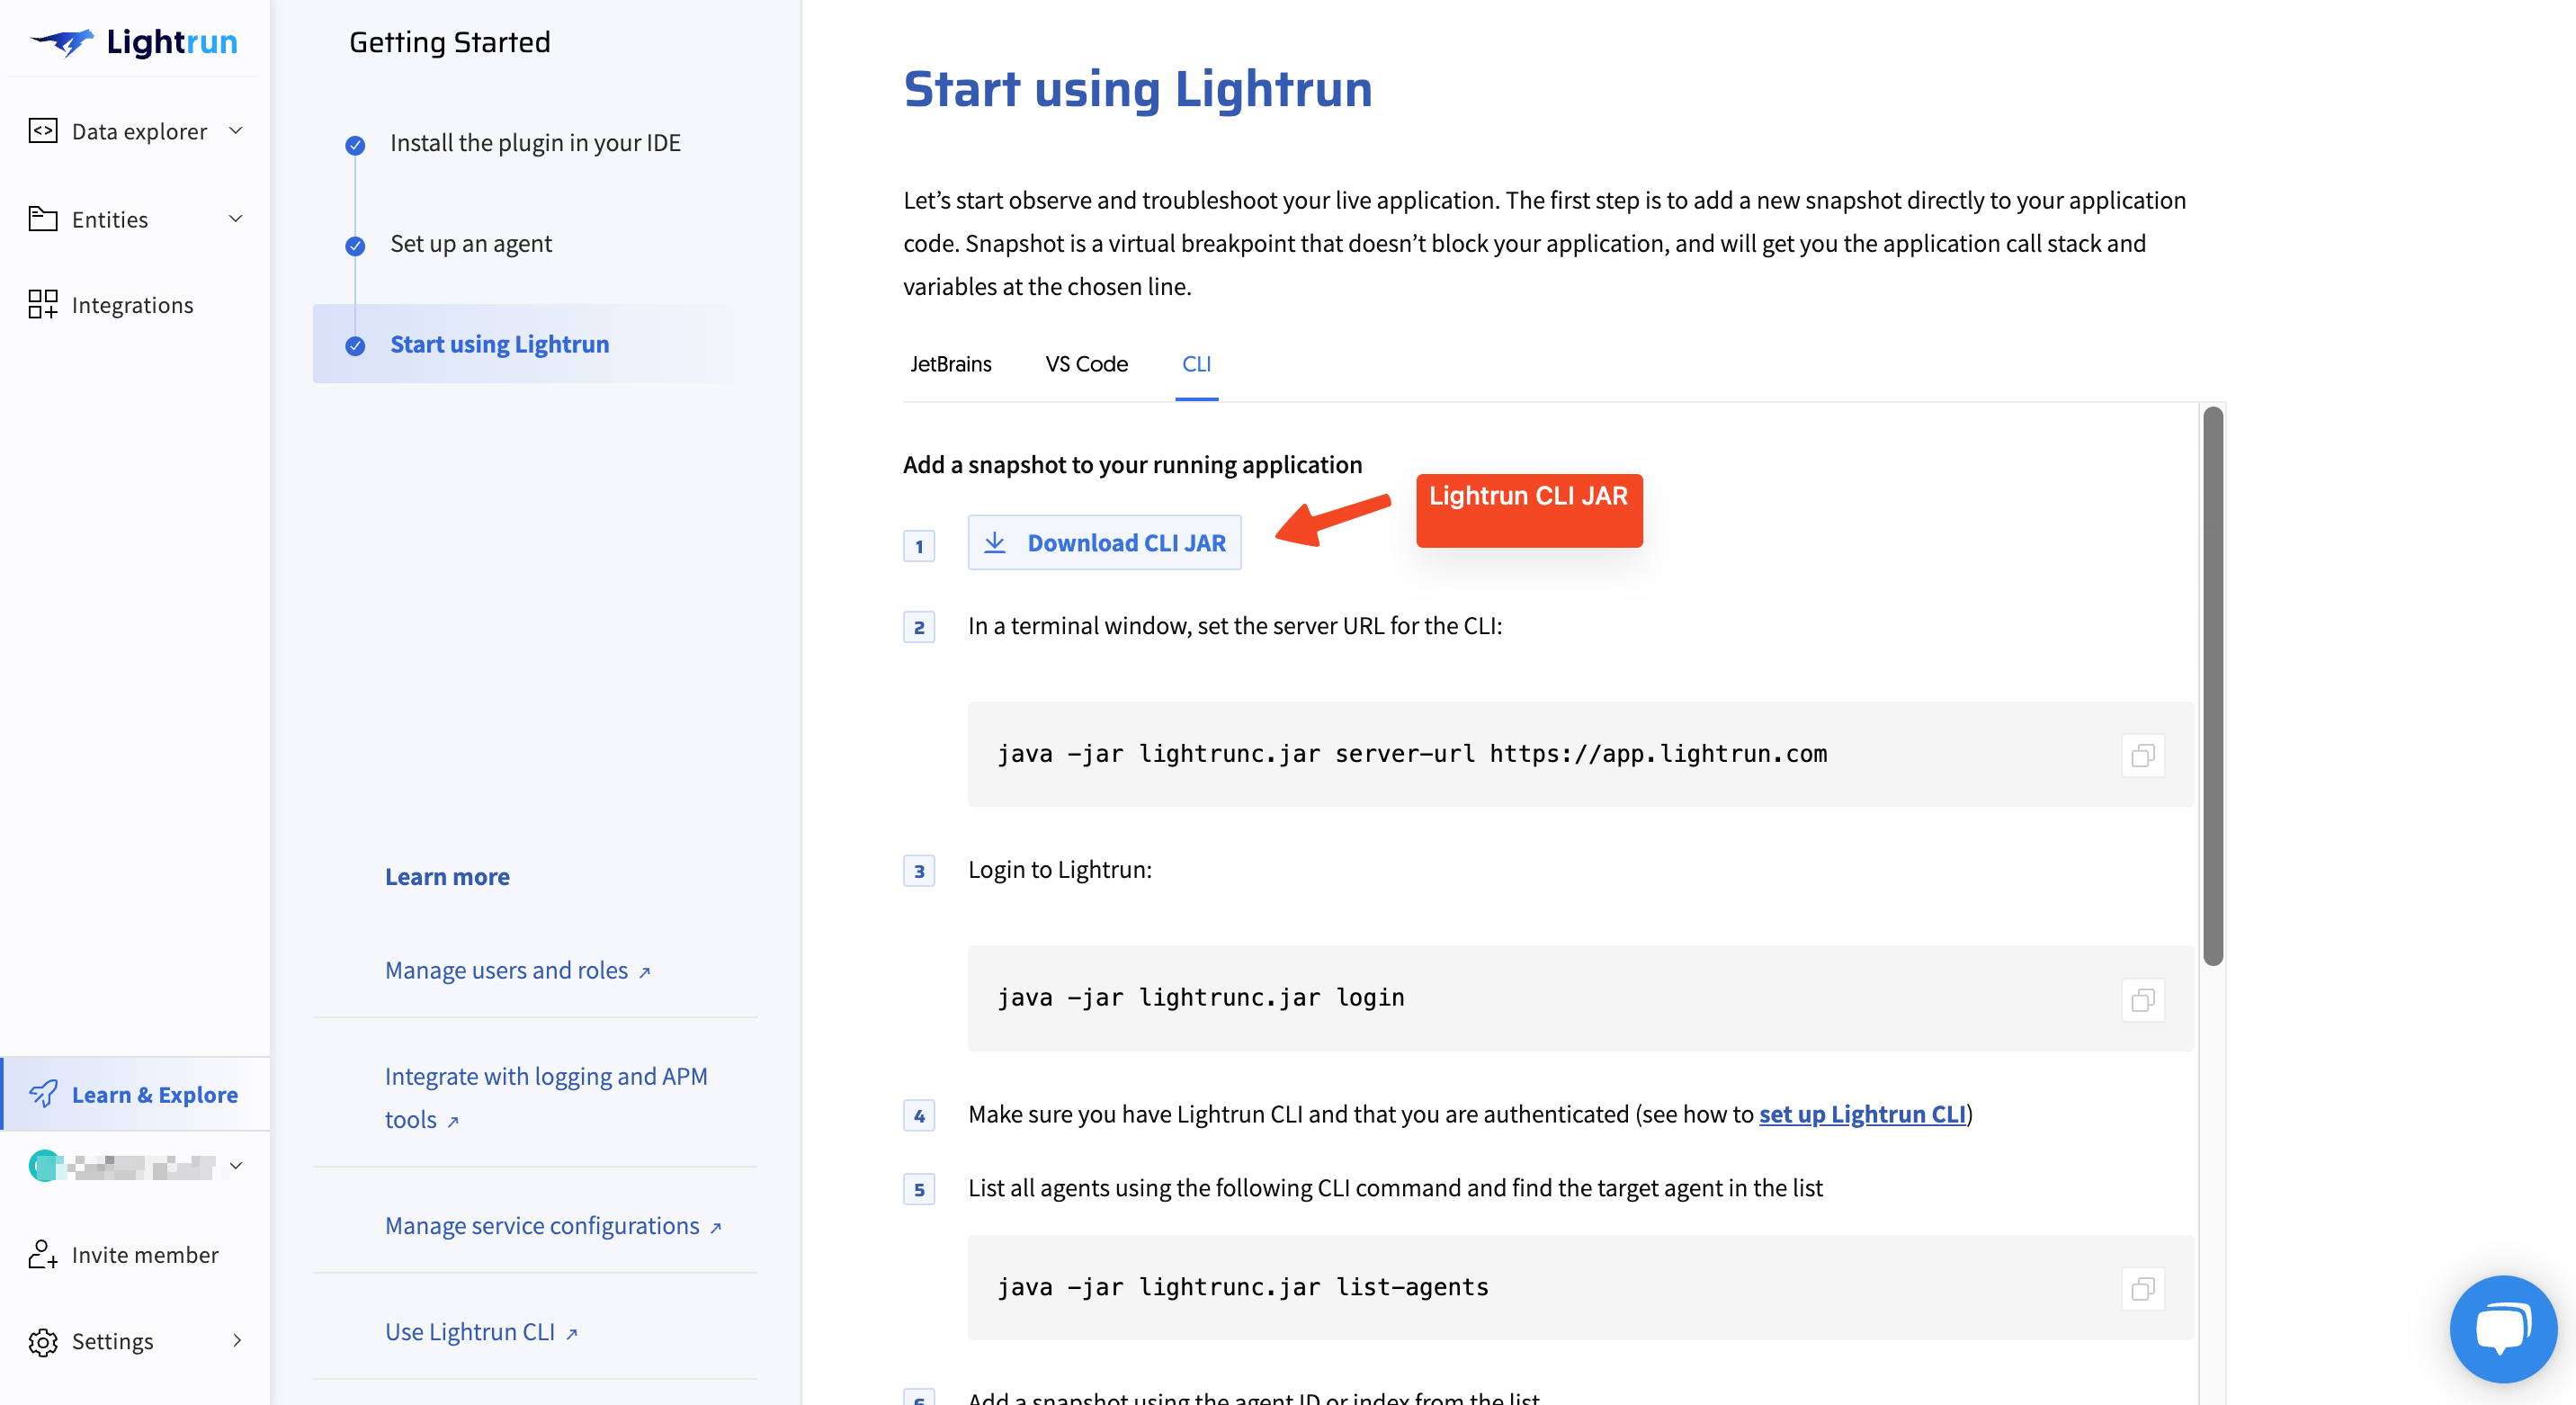 Lightrun
Data explorer
Entities
Integrations
Learn & Explore
Invite member
Settings
Getting Started
Install the plugin in your IDE
Set up an agent
Start using Lightrun
Learn more
Manage users and roles ↗
Integrate with logging and APM
tools ↗
Manage service configurations ↗
Use Lightrun CLI ↗
Start using Lightrun
Let’s start observe and troubleshoot your live application. The first step is to add a new snapshot directly to your application
code. Snapshot is a virtual breakpoint that doesn’t block your application, and will get you the application call stack and
variables at the chosen line.
JetBrains VS Code CLI
Add a snapshot to your running application
1 Download CLI JAR
Lightrun CLI JAR
2 In a terminal window, set the server URL for the CLI:
java -jar lightrunc.jar server-url https://app.lightrun.com
3 Login to Lightrun:
java -jar lightrunc.jar login
4 Make sure you have Lightrun CLI and that you are authenticated (see how to set up Lightrun CLI)
5 List all agents using the following CLI command and find the target agent in the list
java -jar lightrunc.jar list-agents
6 Add a snapshot using the agent ID or index from the list